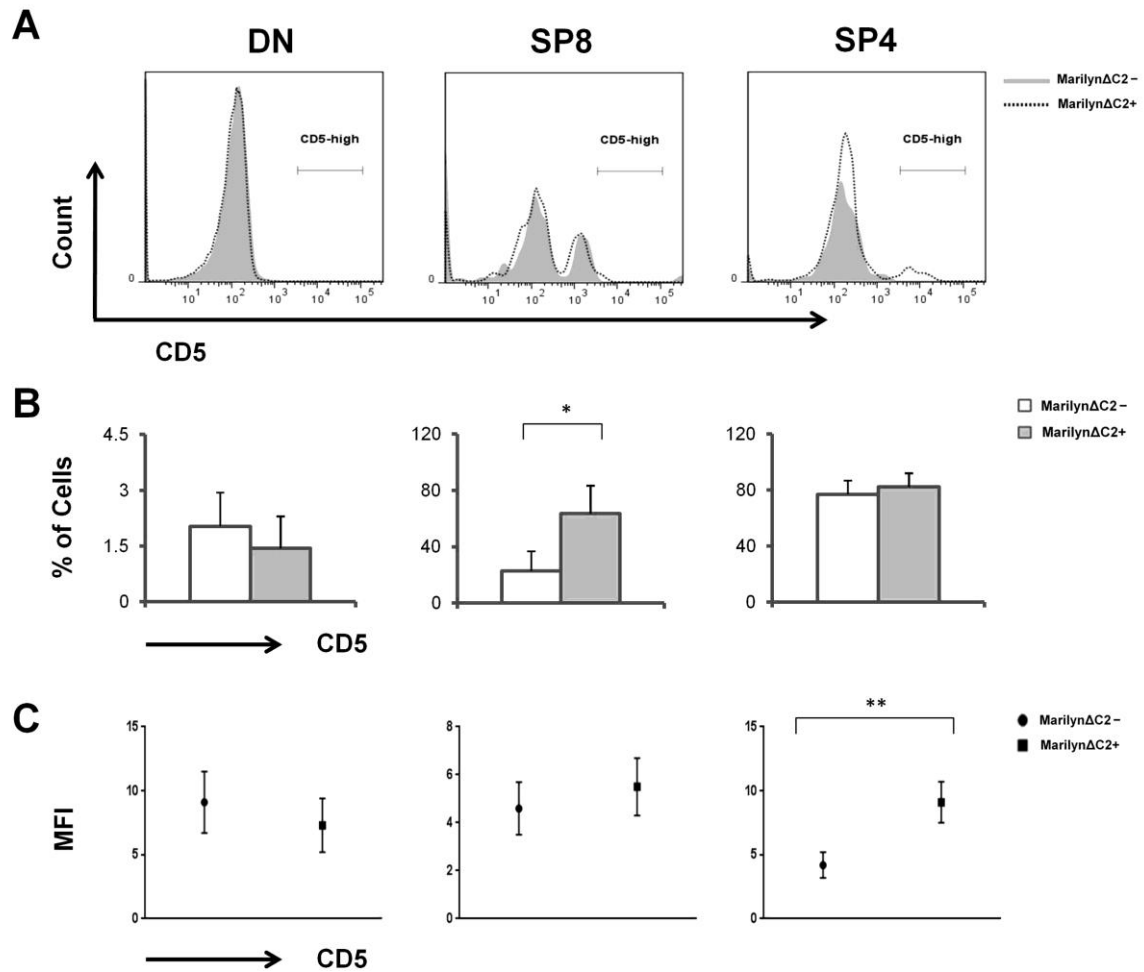 A
DN SP8 SP4
CD5-high CD5-high CD5-high
MarilynΔC2−
MarilynΔC2+
Count
0 0 0
10¹ 10² 10³ 10⁴ 10⁵ 10¹ 10² 10³ 10⁴ 10⁵ 10¹ 10² 10³ 10⁴ 10⁵
CD5
B
*
MarilynΔC2−
MarilynΔC2+
% of Cells
4.5 120 120
3 80 80
1.5 40 40
0 0 0
CD5
C
**
MarilynΔC2−
MarilynΔC2+
MFI
15 8 15
10 6 10
5 4 5
0 2 0
0
CD5